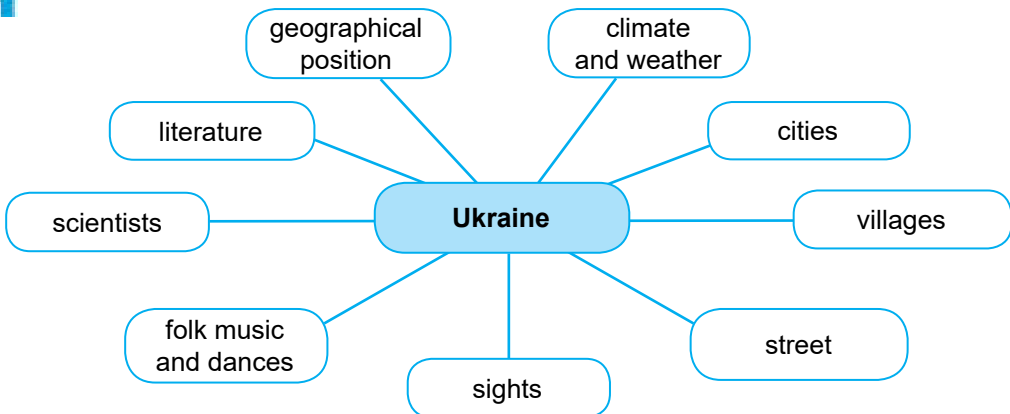 geographical
position
climate
and weather
literature
cities
scientists
Ukraine
villages
folk music
and dances
street
sights